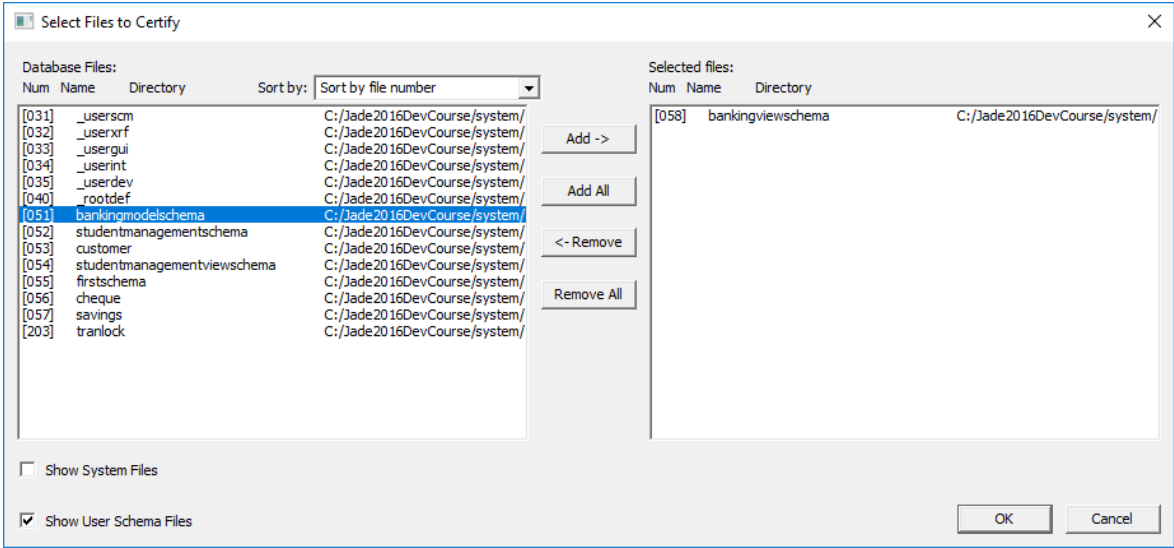 Select Files to Certify
Database Files:
Num Name Directory Sort by: Sort by file number
[031] _userscm C:/Jade2016DevCourse/system/
[032] _userxrf C:/Jade2016DevCourse/system/
[033] _usergui C:/Jade2016DevCourse/system/
[034] _userint C:/Jade2016DevCourse/system/
[035] _userdev C:/Jade2016DevCourse/system/
[040] _rootdef C:/Jade2016DevCourse/system/
[051] bankingmodelschema C:/Jade2016DevCourse/system/
[052] studentmanagementschema C:/Jade2016DevCourse/system/
[053] customer C:/Jade2016DevCourse/system/
[054] studentmanagementviewschema C:/Jade2016DevCourse/system/
[055] firstschema C:/Jade2016DevCourse/system/
[056] cheque C:/Jade2016DevCourse/system/
[057] savings C:/Jade2016DevCourse/system/
[203] tranlock C:/Jade2016DevCourse/system/
Add ->
Add All
<- Remove
Remove All
Selected files:
Num Name Directory
[058] bankingviewschema C:/Jade2016DevCourse/system/
Show System Files
Show User Schema Files
OK
Cancel